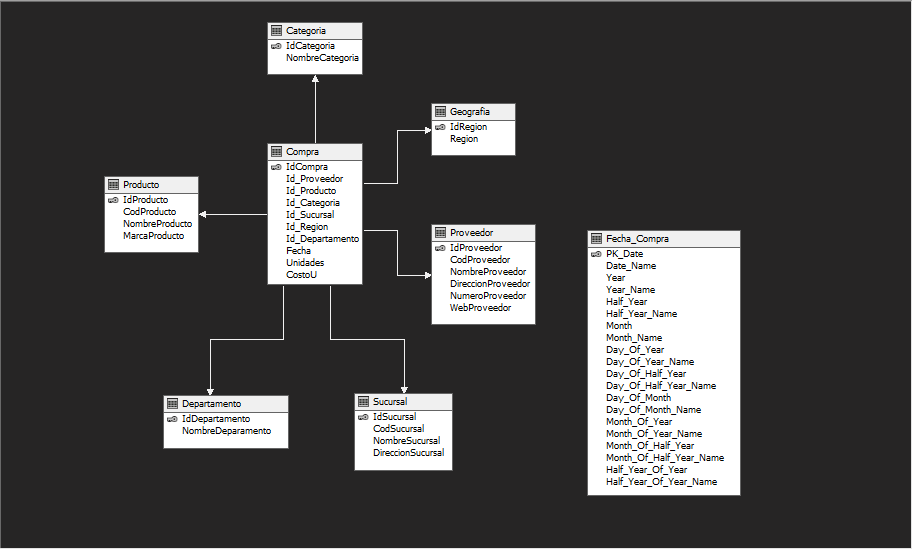 Categoria
IdCategoria
NombreCategoria
Geografia
IdRegion
Region
Compra
IdCompra
Id_Proveedor
Id_Producto
Id_Categoria
Id_Sucursal
Id_Region
Id_Departamento
Fecha
Unidades
CostoU
Producto
IdProducto
CodProducto
NombreProducto
MarcaProducto
Proveedor
IdProveedor
CodProveedor
NombreProveedor
DireccionProveedor
NumeroProveedor
WebProveedor
Fecha_Compra
PK_Date
Date_Name
Year
Year_Name
Half_Year
Half_Year_Name
Month
Month_Name
Day_Of_Year
Day_Of_Year_Name
Day_Of_Half_Year
Day_Of_Half_Year_Name
Day_Of_Month
Day_Of_Month_Name
Month_Of_Year
Month_Of_Year_Name
Month_Of_Half_Year
Month_Of_Half_Year_Name
Half_Year_Of_Year
Half_Year_Of_Year_Name
Departamento
IdDepartamento
NombreDeparamento
Sucursal
IdSucursal
CodSucursal
NombreSucursal
DireccionSucursal